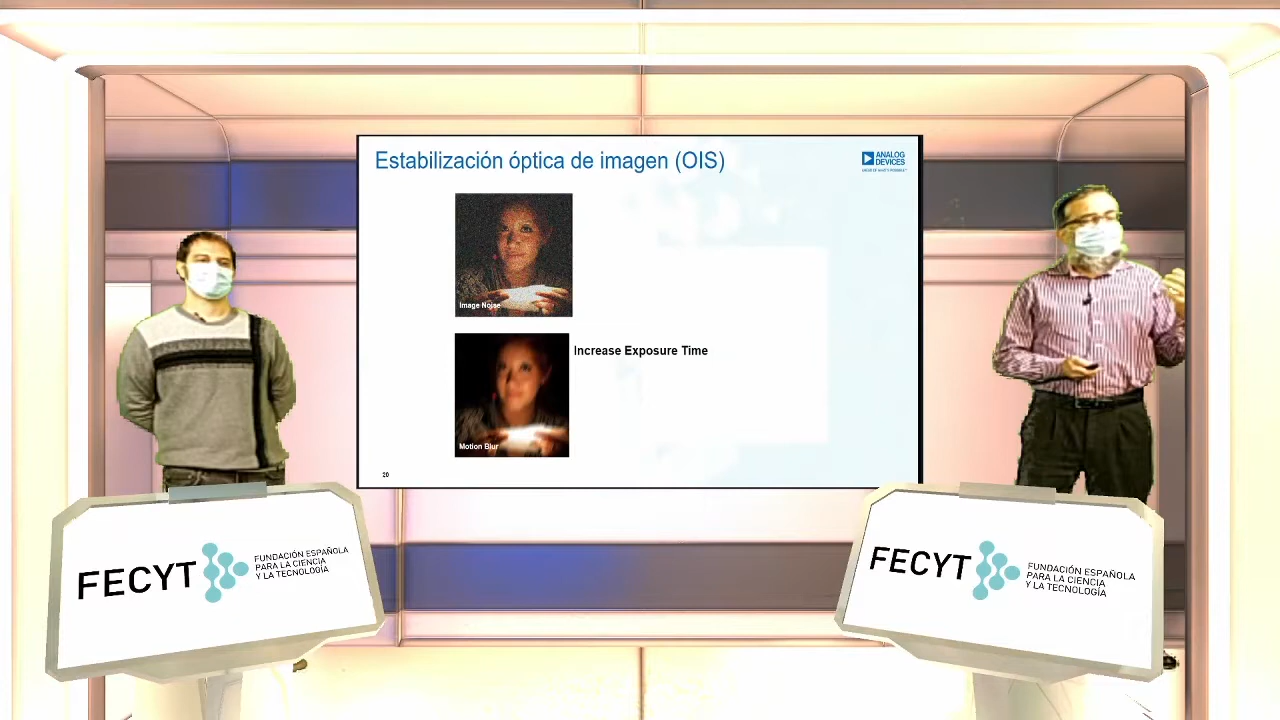 Estabilización óptica de imagen (OIS)
ANALOG
DEVICES
Image Noise
Increase Exposure Time
Motion Blur
20
FECYT
FUNDACIÓN ESPAÑOLA
PARA LA CIENCIA
Y LA TECNOLOGÍA
FECYT
FUNDACIÓN ESPAÑOLA
PARA LA CIENCIA
Y LA TECNOLOGÍA